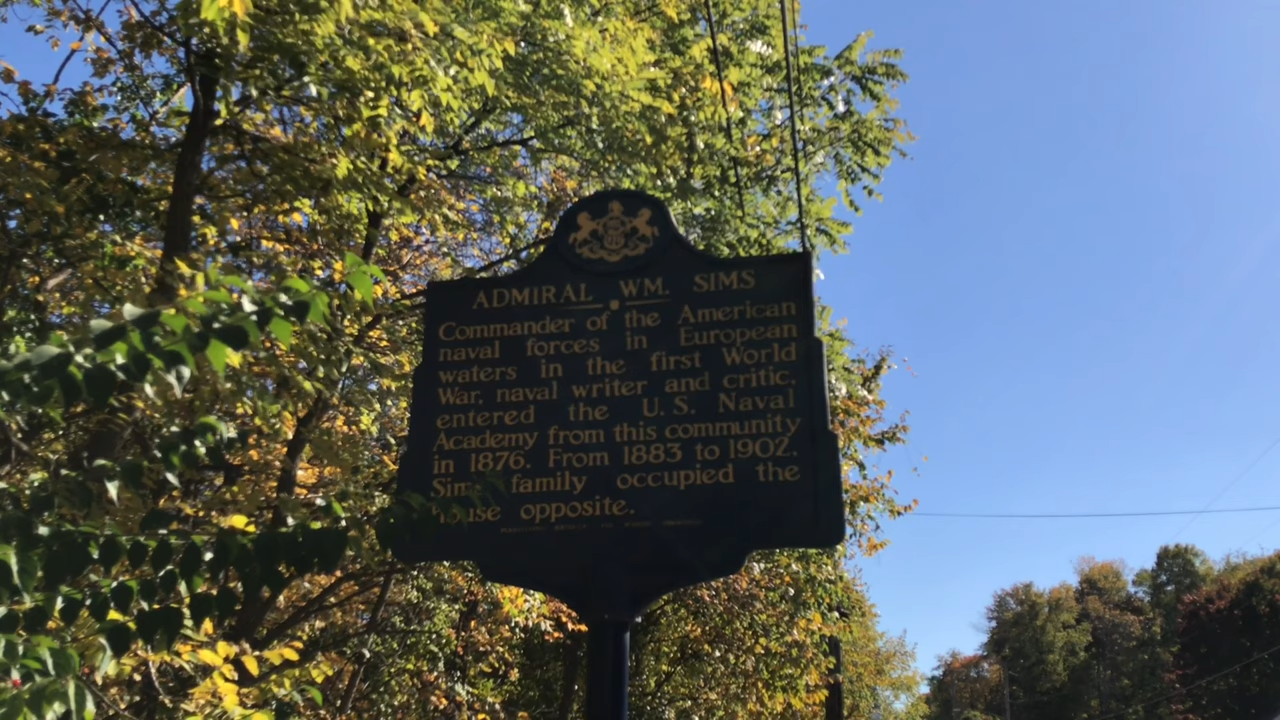 ADMIRAL WM. SIMS
Commander of the American
naval forces in European
waters in the first World
War, naval writer and critic,
entered the U.S. Naval
Academy from this community
in 1876. From 1883 to 1902,
family occupied the
house opposite.